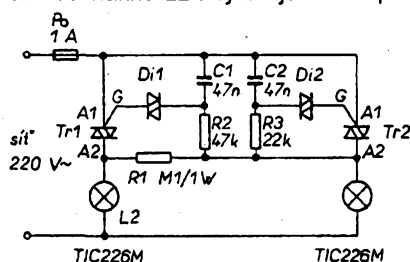 Po
1 A
Di1
C1
47n
C2
47n
Di2
G
G
A1
A1
Tr1
R2
47k
R3
22k
Tr2
síť
220 V~
A2
A2
R1
M1/1W
L2
TIC226M
TIC226M